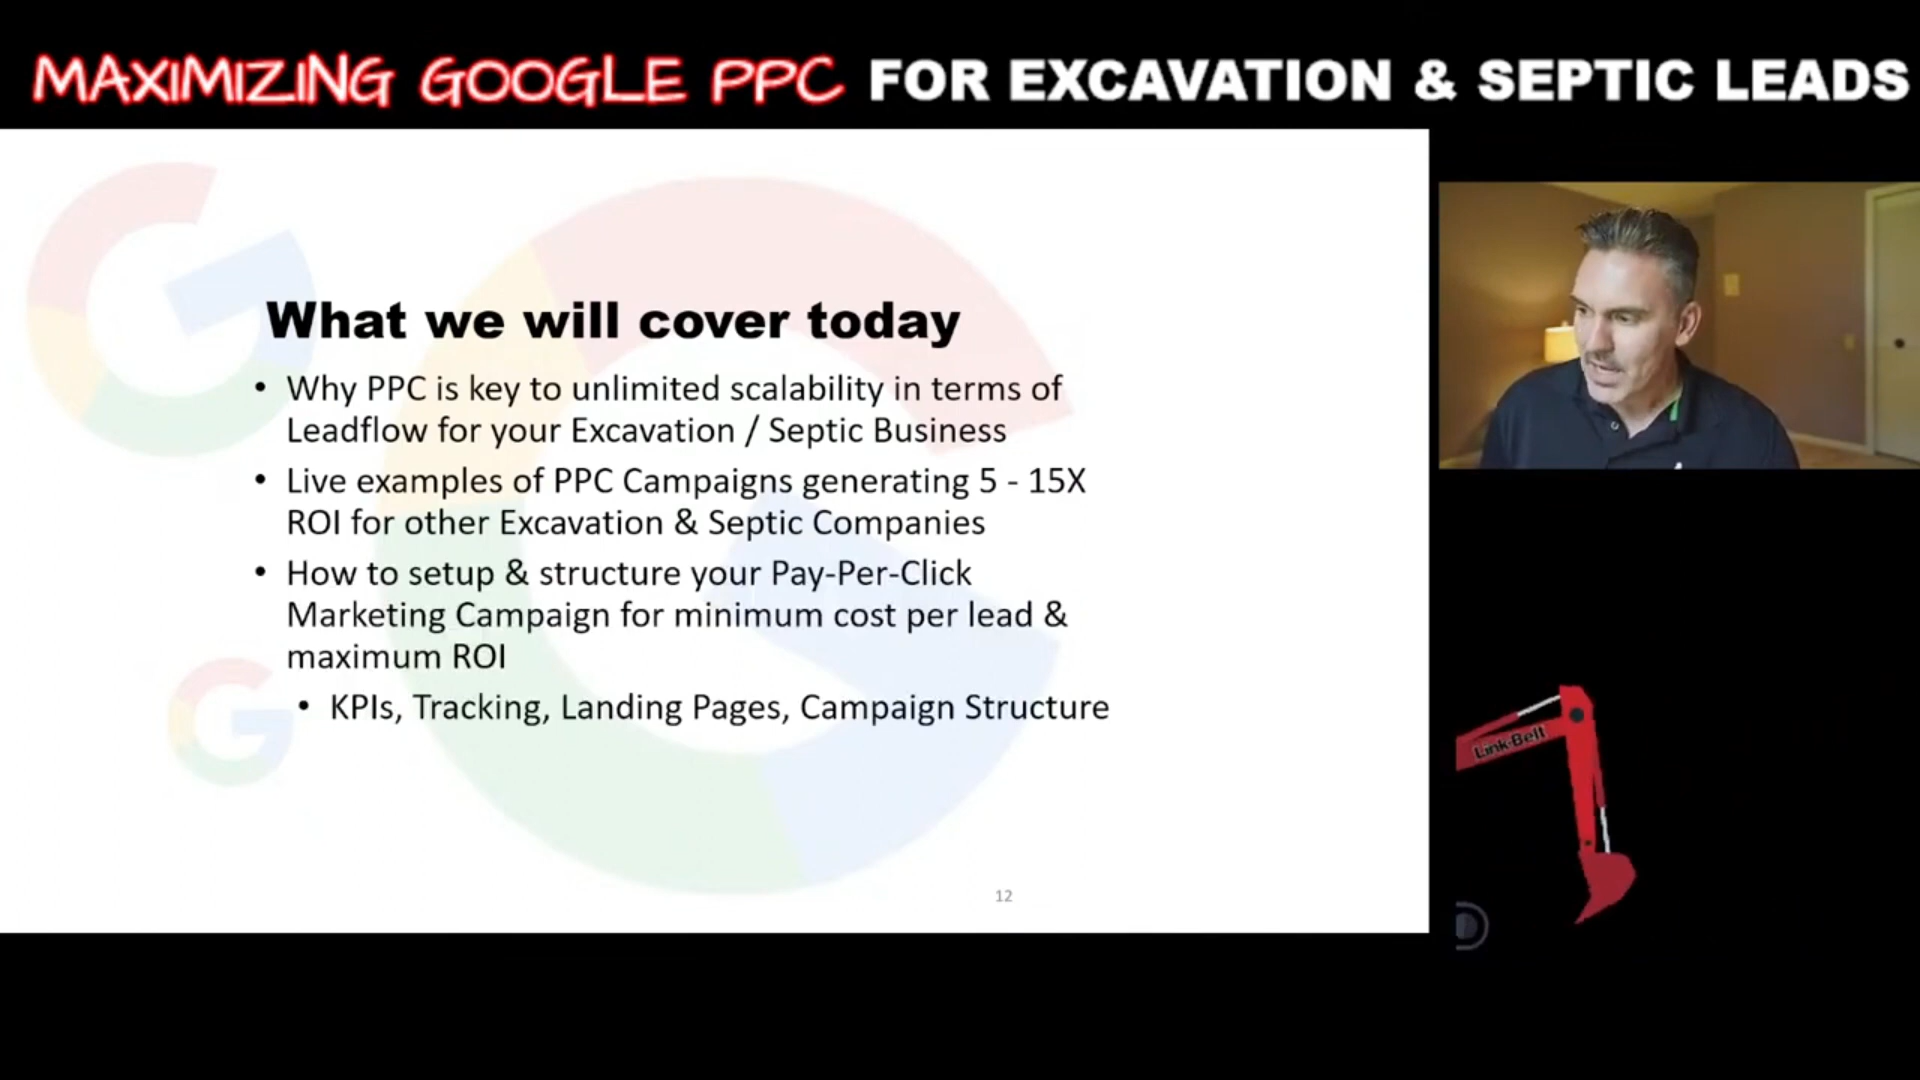 MAXIMIZING GOOGLE PPC FOR EXCAVATION & SEPTIC LEADS
What we will cover today
• Why PPC is key to unlimited scalability in terms of
Leadflow for your Excavation / Septic Business
• Live examples of PPC Campaigns generating 5 - 15X
ROI for other Excavation & Septic Companies
• How to setup & structure your Pay-Per-Click
Marketing Campaign for minimum cost per lead &
maximum ROI
• KPIs, Tracking, Landing Pages, Campaign Structure
12
Link-Belt